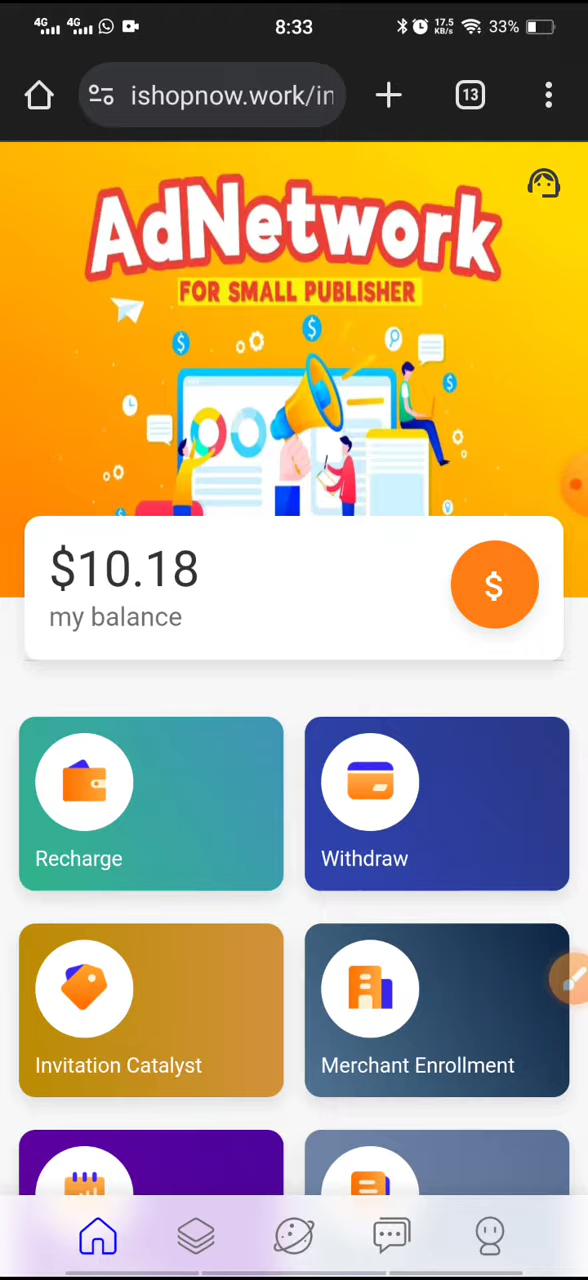 4G 4G 8:33 17.5 KB/s 33%
ishopnow.work/in
13
AdNetwork
FOR SMALL PUBLISHER
$10.18
$
my balance
Recharge
Withdraw
Invitation Catalyst
Merchant Enrollment